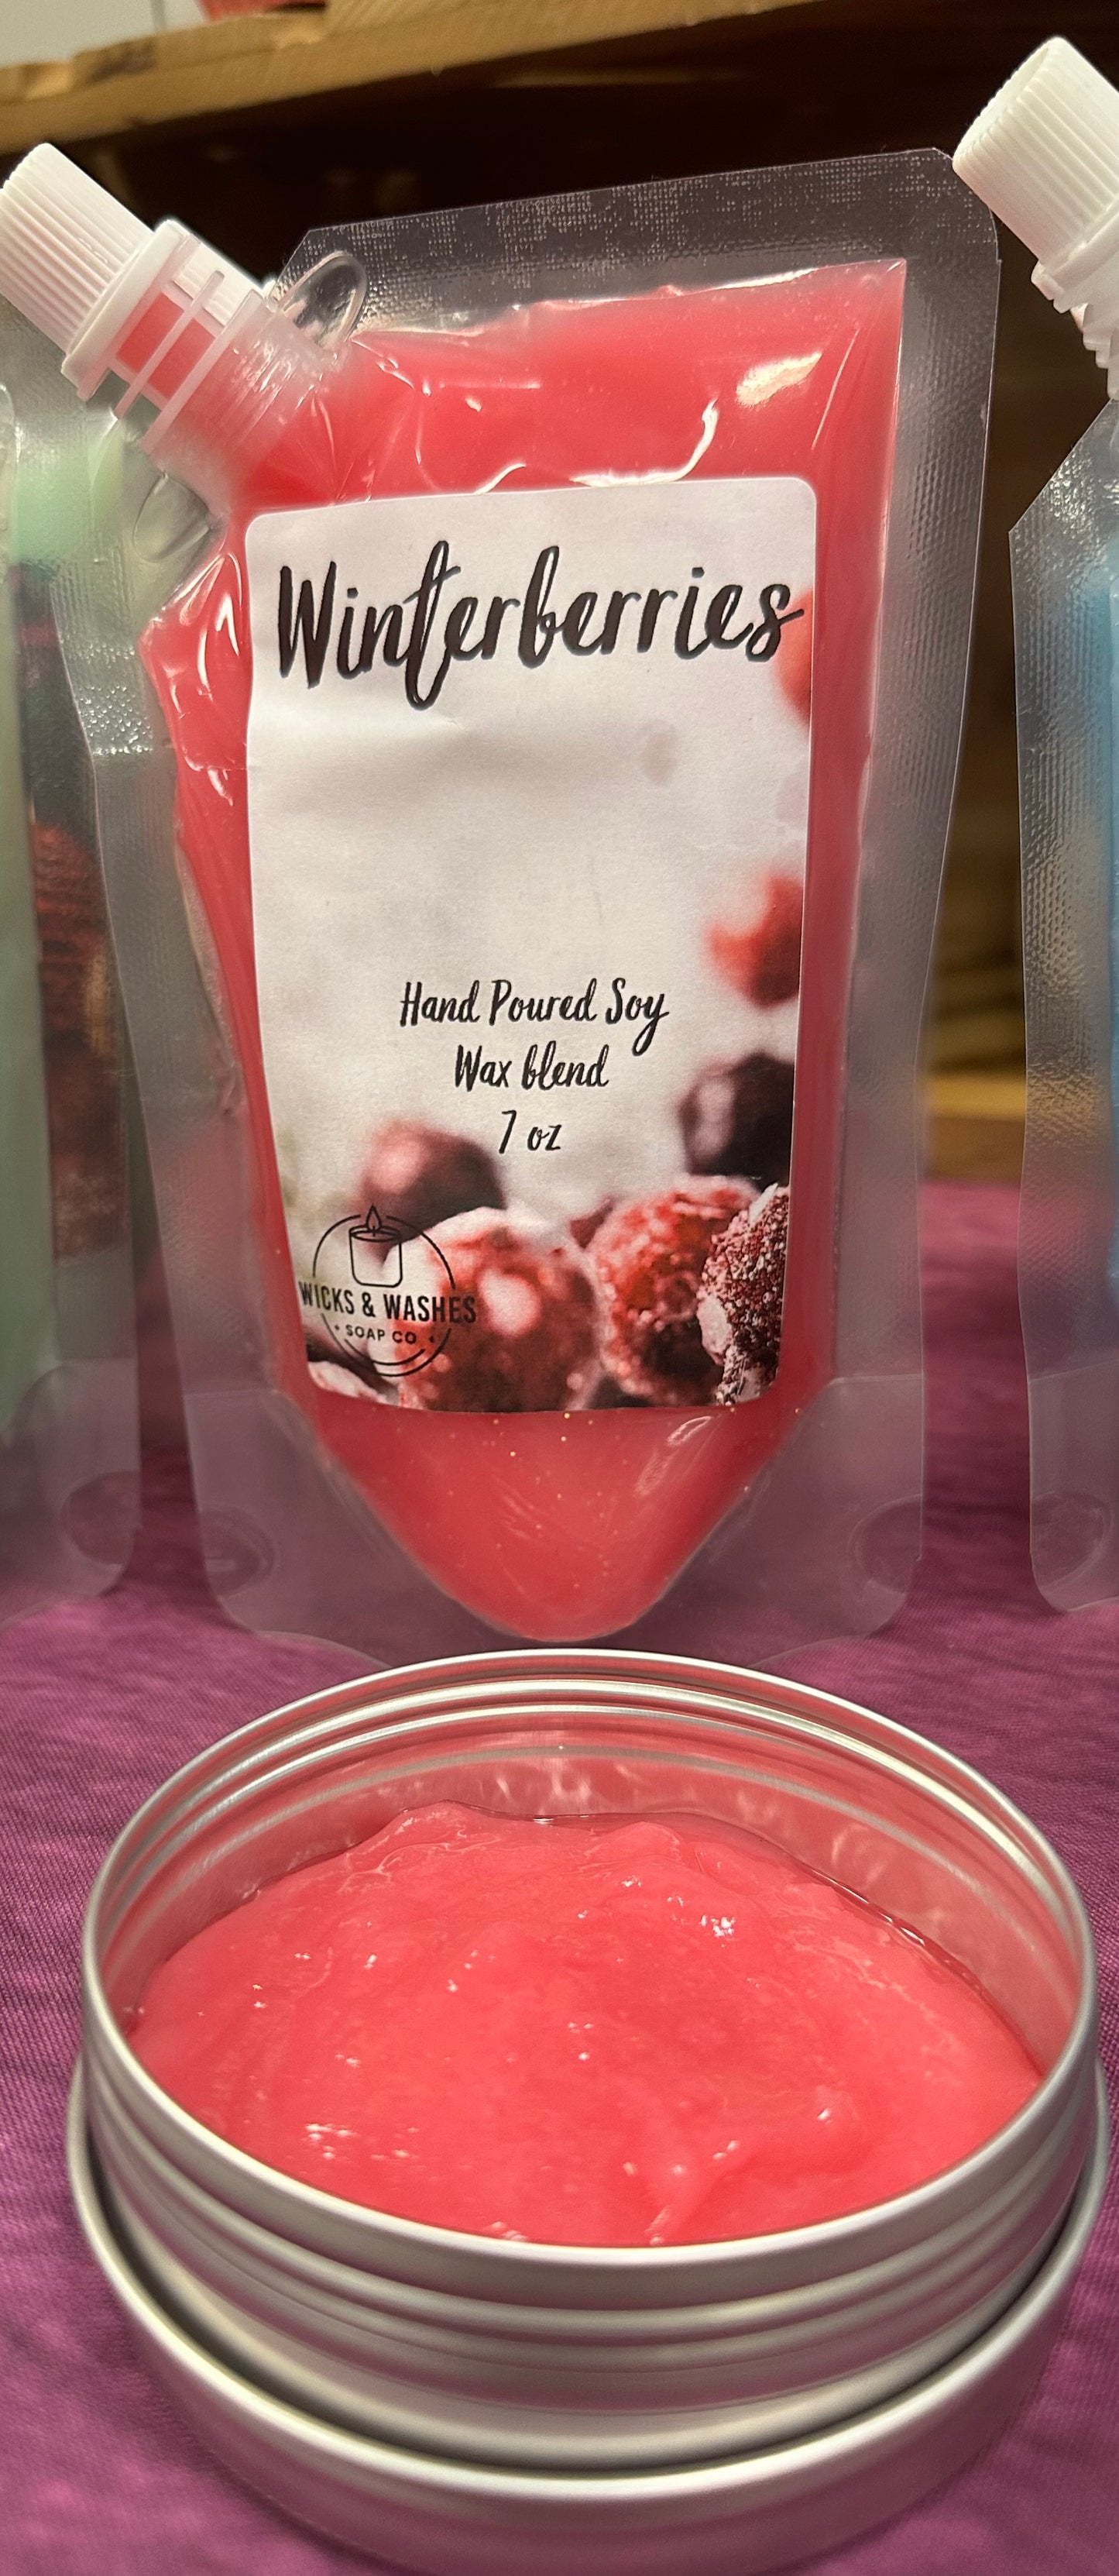 Winterberries
Hand Poured Soy
Wax blend
7 oz
WICKS & WASHES
• SOAP CO •